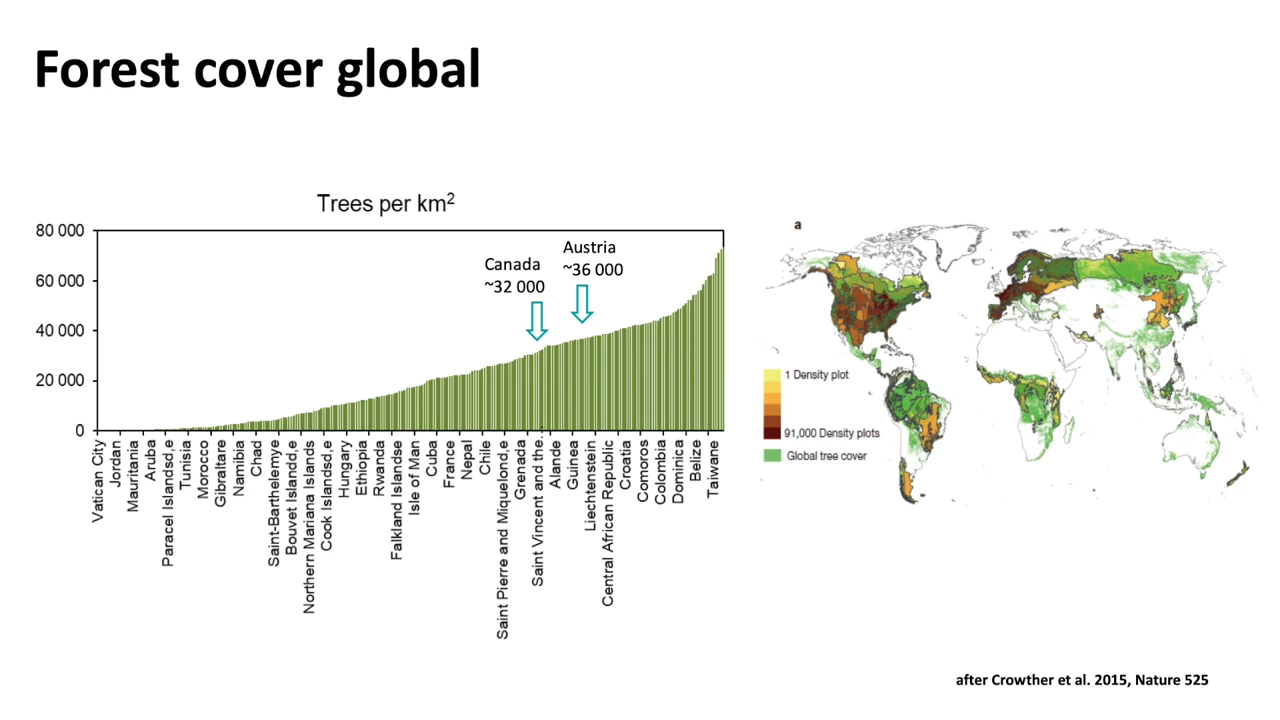 Forest cover global
Trees per km2
80 000
60 000
40 000
20 000
0
Canada
~32 000
Austria
~36 000
Vatican City
Jordan
Mauritania
Aruba
Paracel Islandsd,e
Tunisia
Morocco
Gibraltare
Namibia
Chad
Saint-Barthelemye
Bouvet Islandd,e
Northern Mariana Islands
Cook Islandsd,e
Hungary
Ethiopia
Rwanda
Falkland Islandse
Isle of Man
Cuba
France
Nepal
Chile
Saint Pierre and Miquelond,e
Grenada
Saint Vincent and the…
Alande
Guinea
Liechtenstein
Central African Republic
Croatia
Comoros
Colombia
Dominica
Belize
Taiwane
a
1 Density plot
91,000 Density plots
Global tree cover
after Crowther et al. 2015, Nature 525